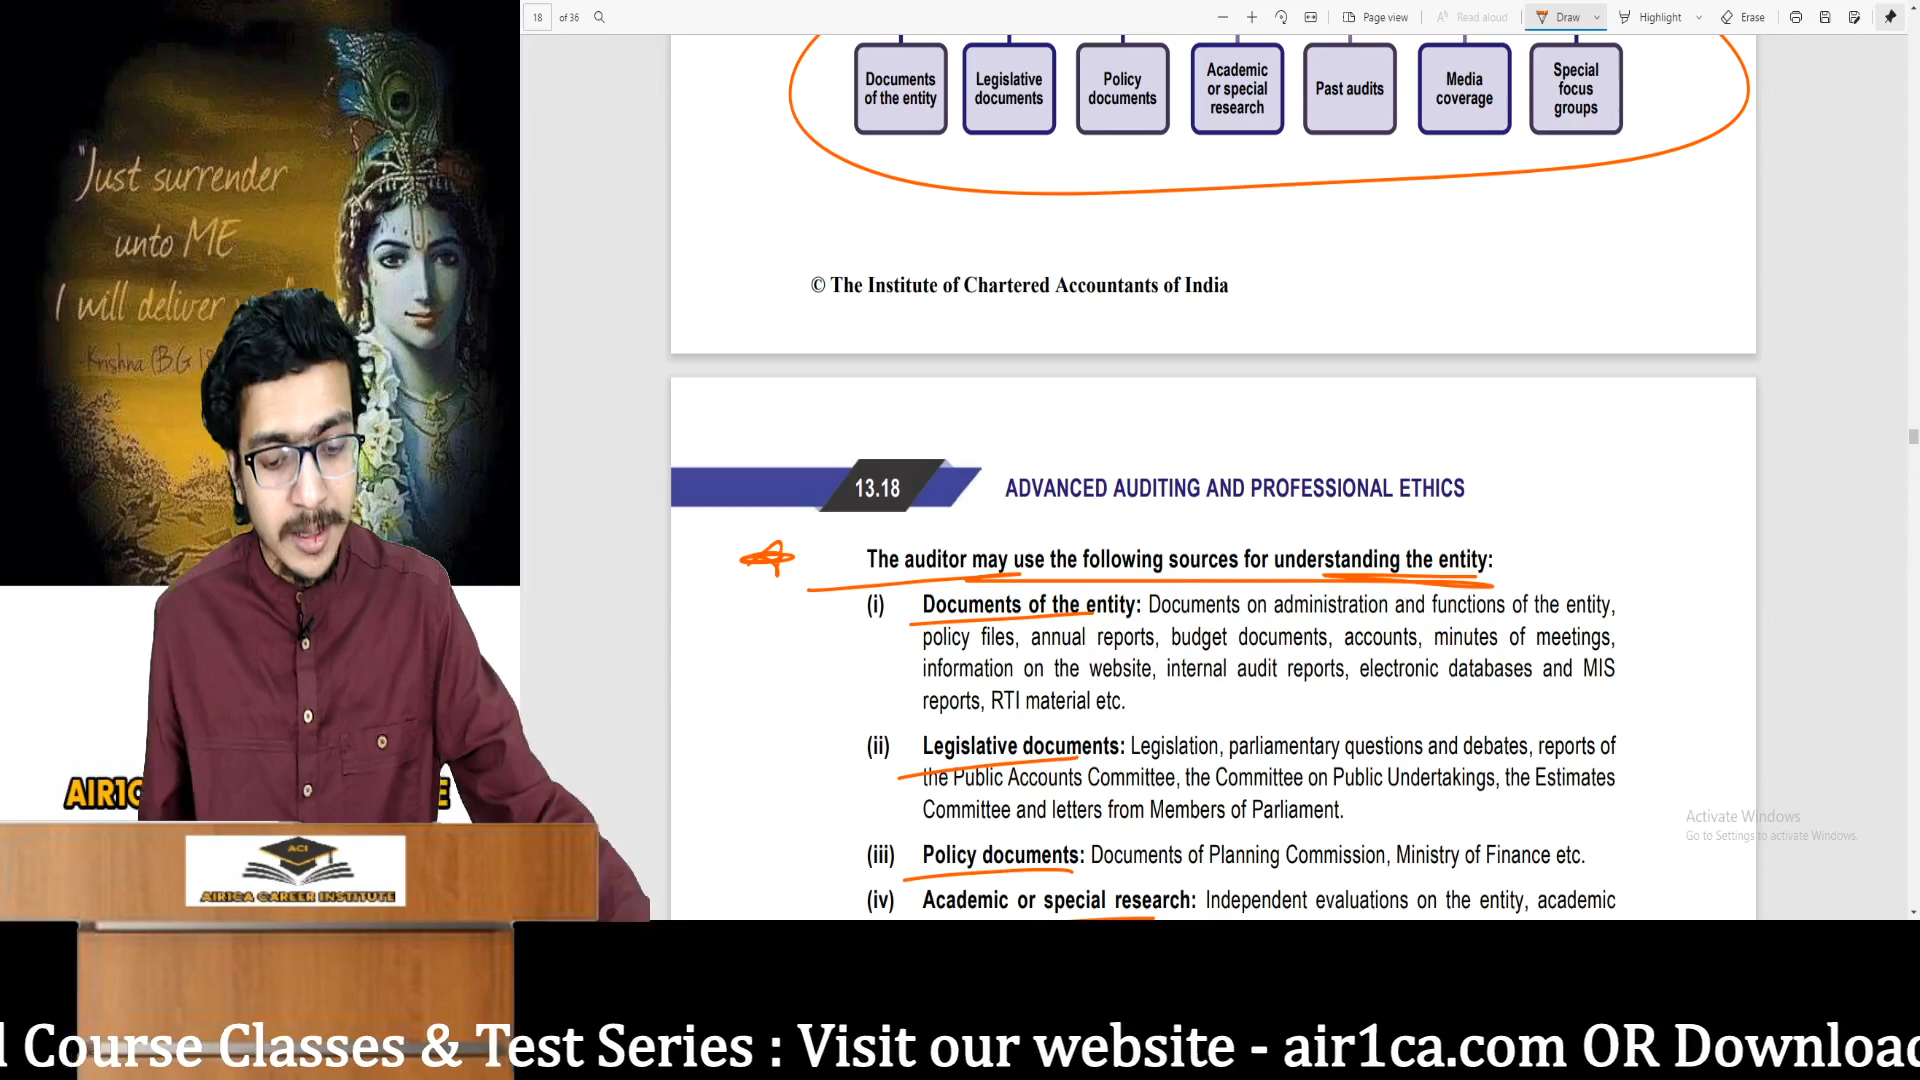 18 of 36
Page view
Read aloud
Draw
Highlight
Erase
Documents of the entity
Legislative documents
Policy documents
Academic or special research
Past audits
Media coverage
Special focus groups
"Just surrender
unto ME
I will deliver
Krishna (B.G 18
© The Institute of Chartered Accountants of India
13.18
ADVANCED AUDITING AND PROFESSIONAL ETHICS
The auditor may use the following sources for understanding the entity:
(i) Documents of the entity: Documents on administration and functions of the entity,
policy files, annual reports, budget documents, accounts, minutes of meetings,
information on the website, internal audit reports, electronic databases and MIS
reports, RTI material etc.
(ii) Legislative documents: Legislation, parliamentary questions and debates, reports of
the Public Accounts Committee, the Committee on Public Undertakings, the Estimates
Committee and letters from Members of Parliament.
(iii) Policy documents: Documents of Planning Commission, Ministry of Finance etc.
(iv) Academic or special research: Independent evaluations on the entity, academic
Activate Windows
Go to Settings to activate Windows.
AIR1C
E
ACI
AIR1CA CAREER INSTITUTE
l Course Classes & Test Series : Visit our website - air1ca.com OR Download